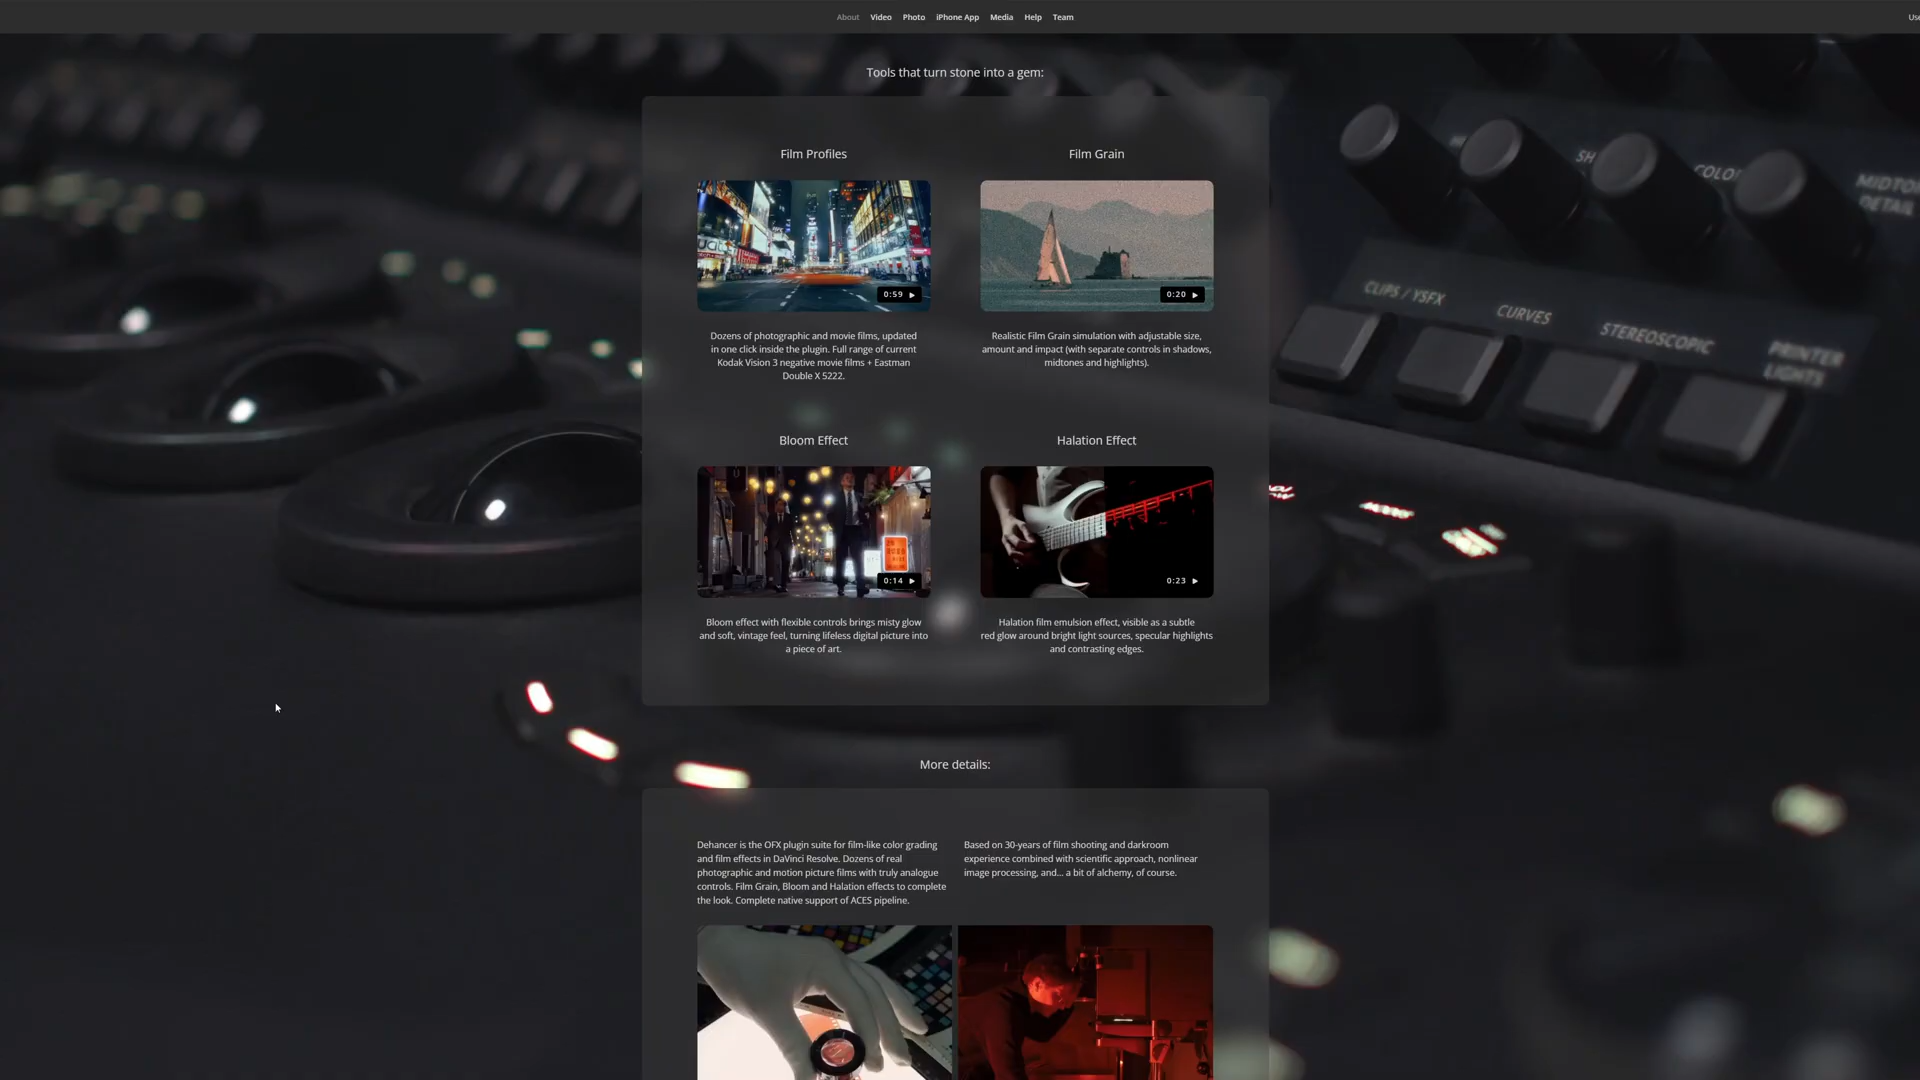 About Video Photo iPhone App Media Help Team
Tools that turn stone into a gem:
Film Profiles
0:59
Dozens of photographic and movie films, updated
in one click inside the plugin. Full range of current
Kodak Vision 3 negative movie films + Eastman
Double X 5222.
Film Grain
0:20
Realistic Film Grain simulation with adjustable size,
amount and impact (with separate controls in shadows,
midtones and highlights).
Bloom Effect
0:14
Bloom effect with flexible controls brings misty glow
and soft, vintage feel, turning lifeless digital picture into
a piece of art.
Halation Effect
0:23
Halation film emulsion effect, visible as a subtle
red glow around bright light sources, specular highlights
and contrasting edges.
MIDTO
DETAIL
CLIPS / YSFX
CURVES
STEREOSCOPIC
PRINTER
LIGHTS
More details:
Dehancer is the OFX plugin suite for film-like color grading
and film effects in DaVinci Resolve. Dozens of real
photographic and motion picture films with truly analogue
controls. Film Grain, Bloom and Halation effects to complete
the look. Complete native support of ACES pipeline.
Based on 30-years of film shooting and darkroom
experience combined with scientific approach, nonlinear
image processing, and... a bit of alchemy, of course.